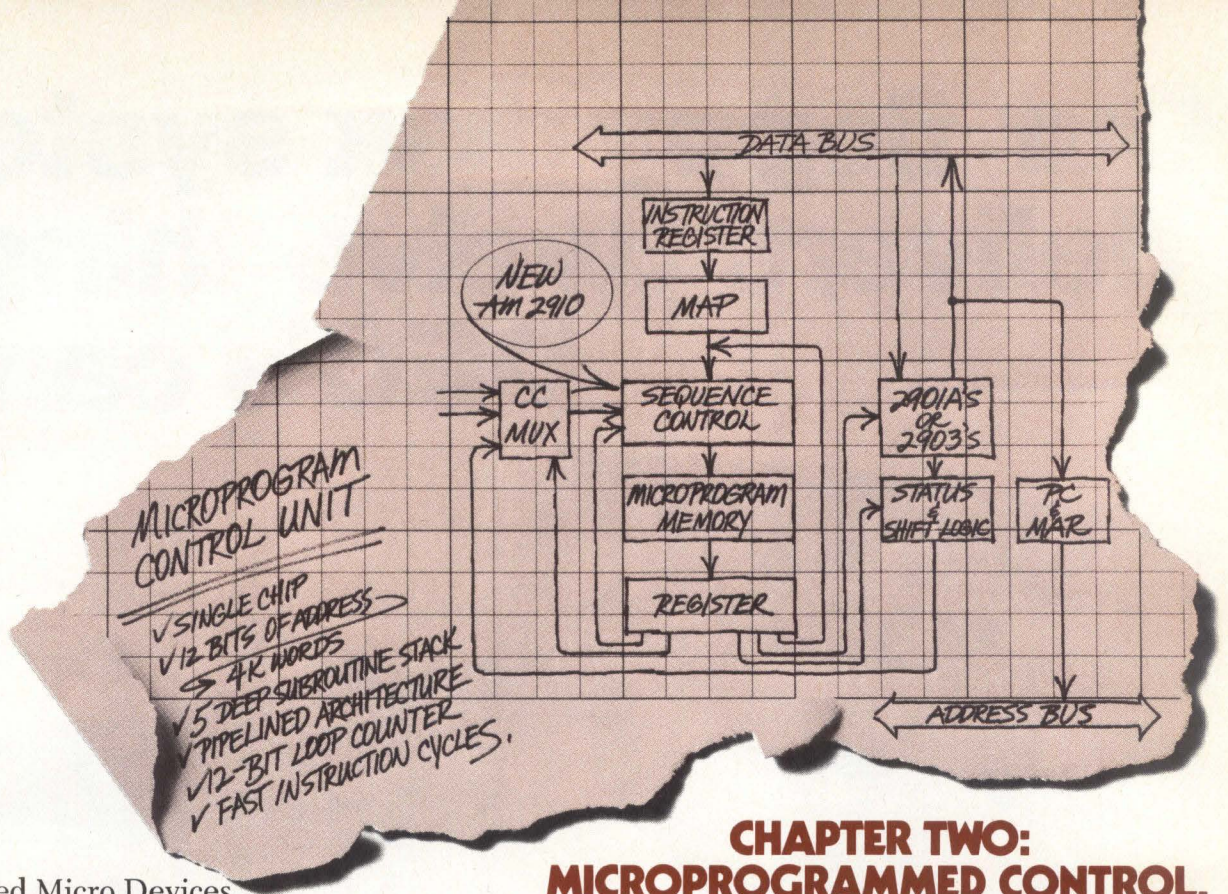 DATA BUS
INSTRUCTION
REGISTER
NEW
AM 2910
MAP
CC
MUX
SEQUENCE
CONTROL
2901A'S
OR
2903'S
MICROPROGRAM
MEMORY
STATUS
&
SHIFT LOGIC
PC
&
MAR
REGISTER
ADDRESS BUS
MICROPROGRAM
CONTROL UNIT
√ SINGLE CHIP
√ 12 BITS OF ADDRESS
→ 4K WORDS
√ 5 DEEP SUBROUTINE STACK
√ PIPELINED ARCHITECTURE
√ 12-BIT LOOP COUNTER
√ FAST INSTRUCTION CYCLES.
CHAPTER TWO:
MICROPROGRAMMED CONTROL.
Micro Devices